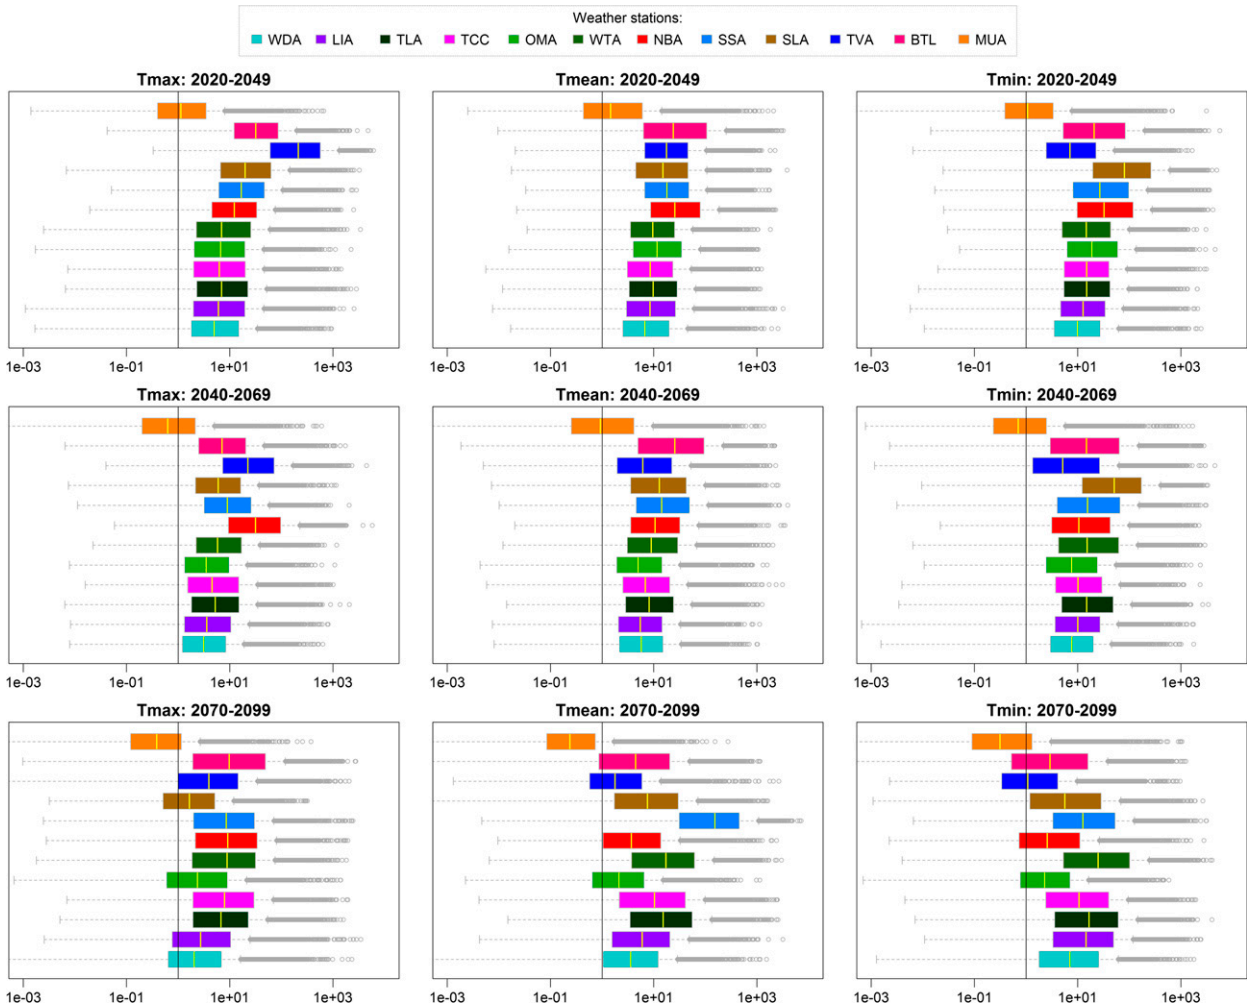 Weather stations:
WDA LIA TLA TCC OMA WTA NBA SSA SLA TVA BTL MUA
Tmax: 2020-2049 Tmean: 2020-2049 Tmin: 2020-2049
1e-03 1e-01 1e+01 1e+03 1e-03 1e-01 1e+01 1e+03 1e-03 1e-01 1e+01 1e+03
Tmax: 2040-2069 Tmean: 2040-2069 Tmin: 2040-2069
1e-03 1e-01 1e+01 1e+03 1e-03 1e-01 1e+01 1e+03 1e-03 1e-01 1e+01 1e+03
Tmax: 2070-2099 Tmean: 2070-2099 Tmin: 2070-2099
1e-03 1e-01 1e+01 1e+03 1e-03 1e-01 1e+01 1e+03 1e-03 1e-01 1e+01 1e+03